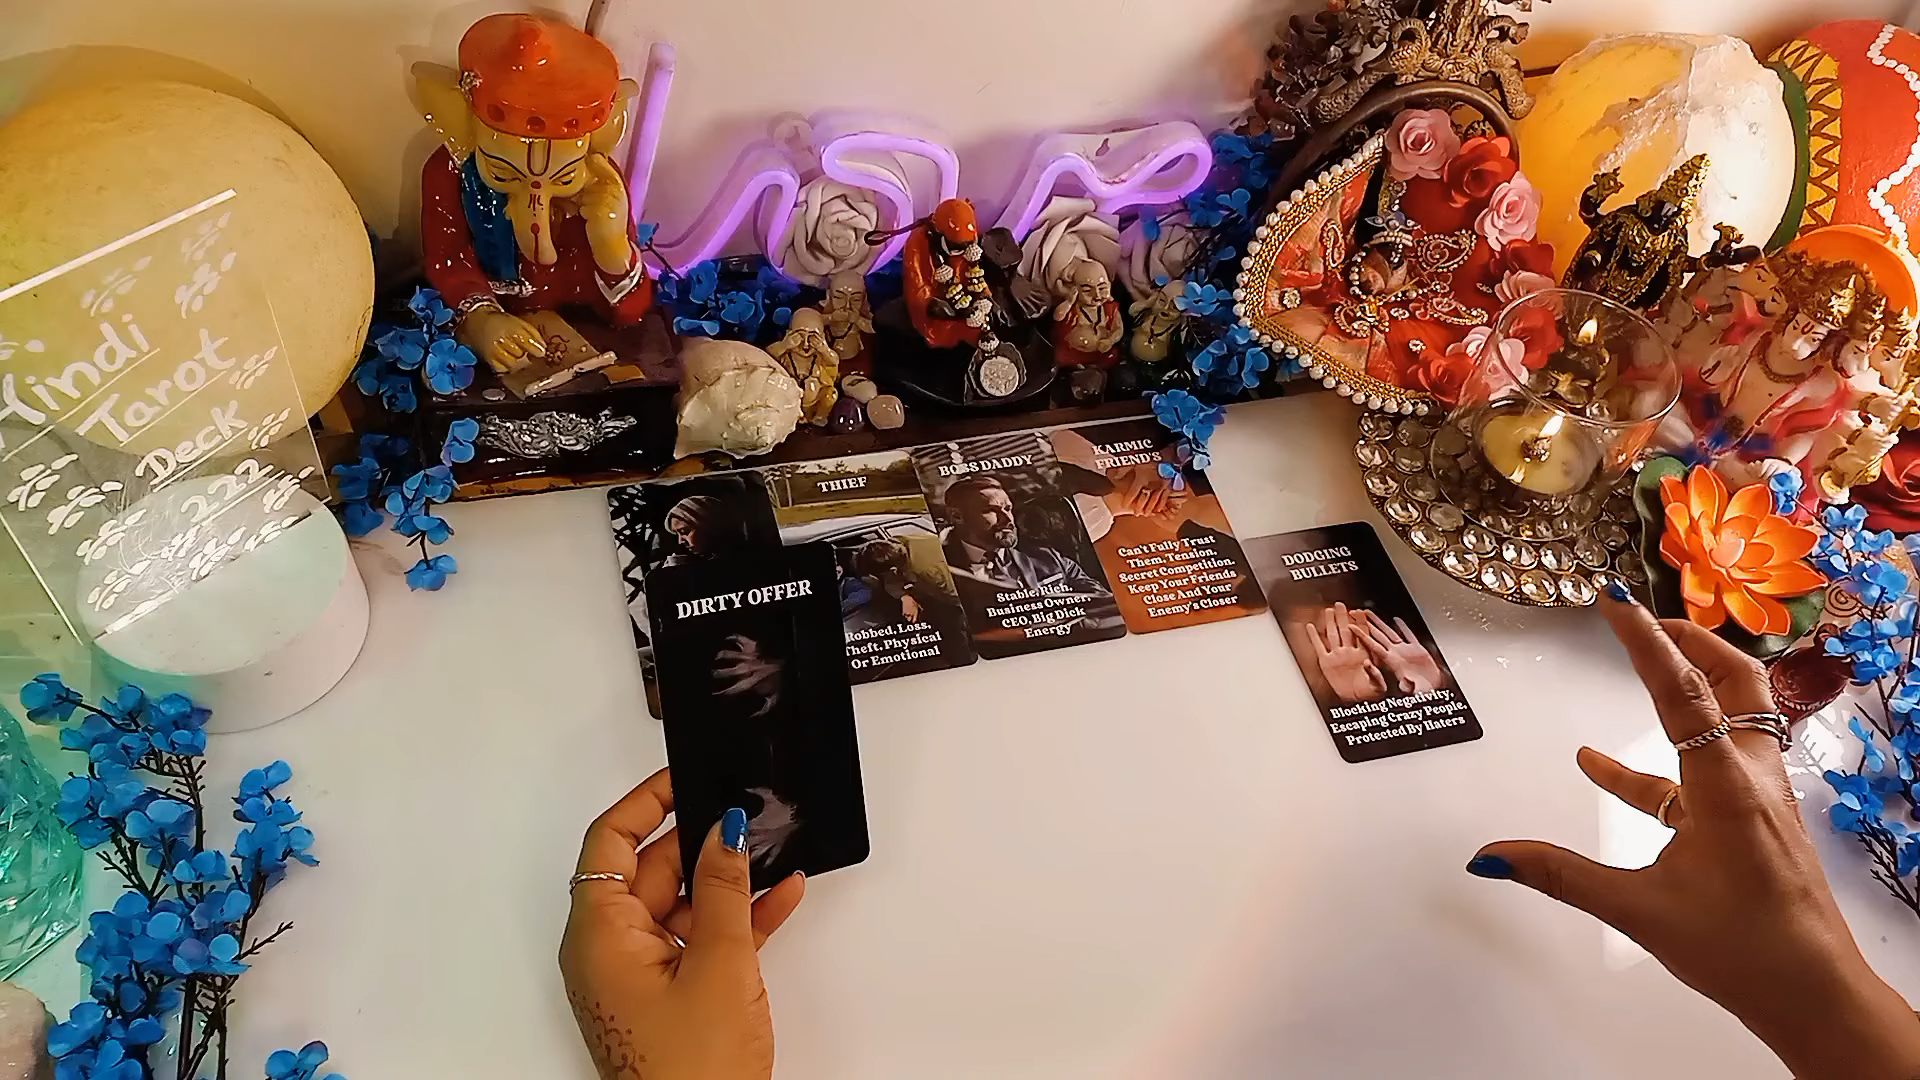 Hindi
Tarot
Deck
222
love
DIRTY OFFER
THIEF
Robbed, Loss,
Theft, Physical
Or Emotional
BOSS DADDY
Stable, Rich,
Business Owner,
CEO, Big Dick
Energy
KARMIC
FRIEND'S
Can't Fully Trust
Them, Tension,
Secret Competition,
Keep Your Friends
Close And Your
Enemy's Closer
DODGING
BULLETS
Blocking Negativity,
Escaping Crazy People,
Protected By Haters